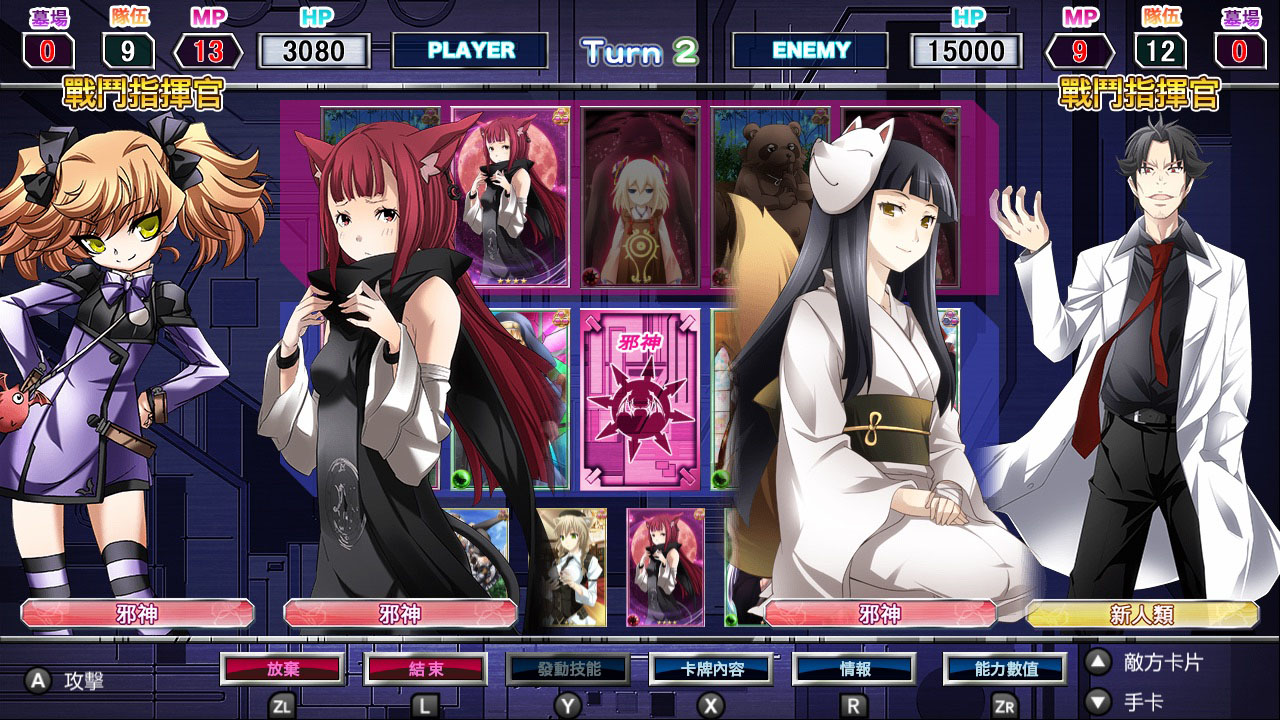 墓場 隊伍 MP HP HP MP 隊伍 墓場
0 9 13 3080 PLAYER Turn 2 ENEMY 15000 9 12 0
戰鬥指揮官 戰鬥指揮官
邪神
邪神 邪神 邪神 新人類
放棄 結束 發動技能 卡牌內容 情報 能力數值
A 攻擊 ZL L Y X R ZR
▲ 敵方卡片
▼ 手卡